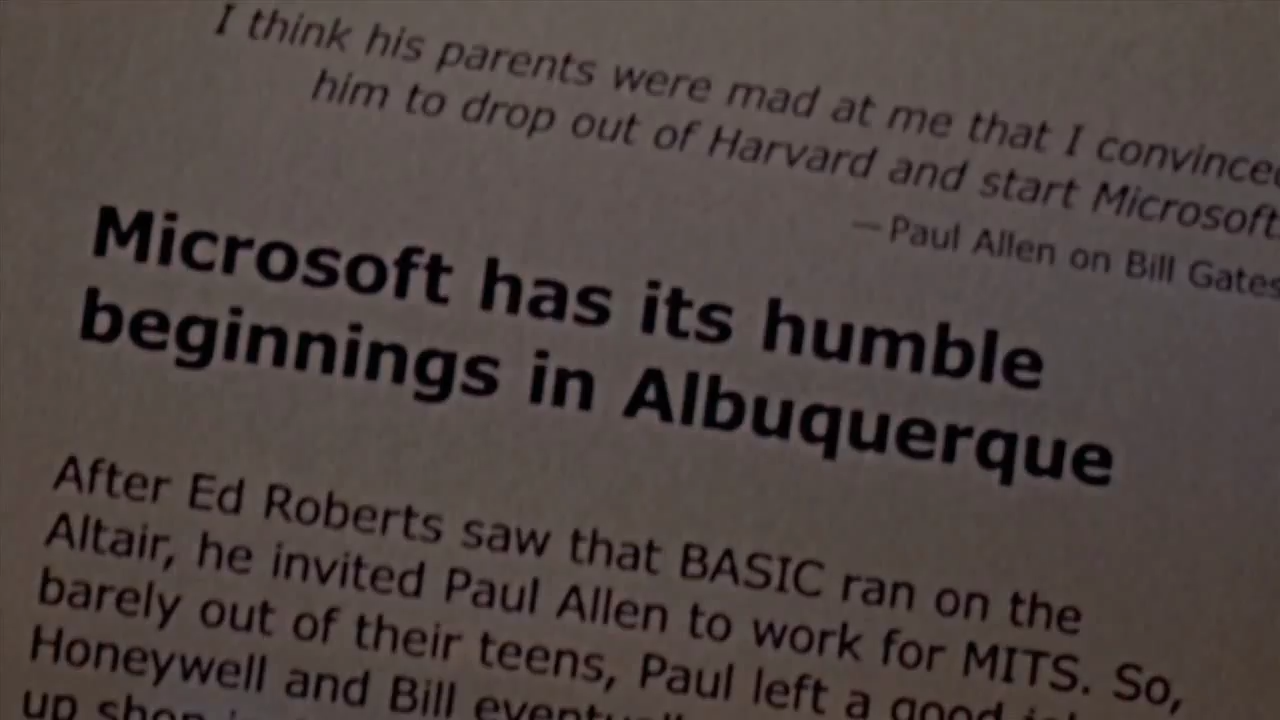 I think his parents were mad at me that I convinced
him to drop out of Harvard and start Microsoft.
—Paul Allen on Bill Gates
Microsoft has its humble
beginnings in Albuquerque
After Ed Roberts saw that BASIC ran on the
Altair, he invited Paul Allen to work for MITS. So,
barely out of their teens, Paul left a good
Honeywell and Bill
up shop